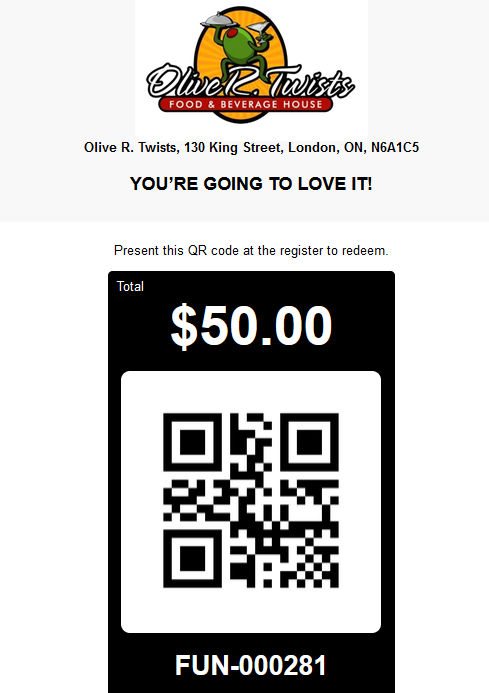 Olive R. Twists
FOOD & BEVERAGE HOUSE
Olive R. Twists, 130 King Street, London, ON, N6A1C5
YOU’RE GOING TO LOVE IT!
Present this QR code at the register to redeem.
Total
$50.00
FUN-000281